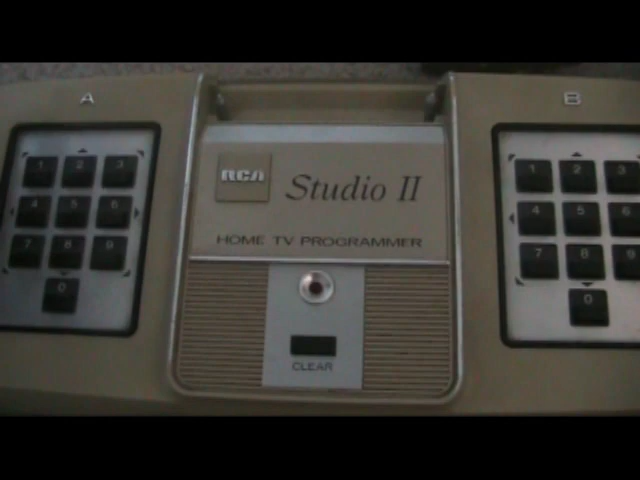 A
B
1 2 3
4 5 6
7 8 9
0
RCA
Studio II
HOME TV PROGRAMMER
CLEAR
1 2 3
4 5 6
7 8 9
0